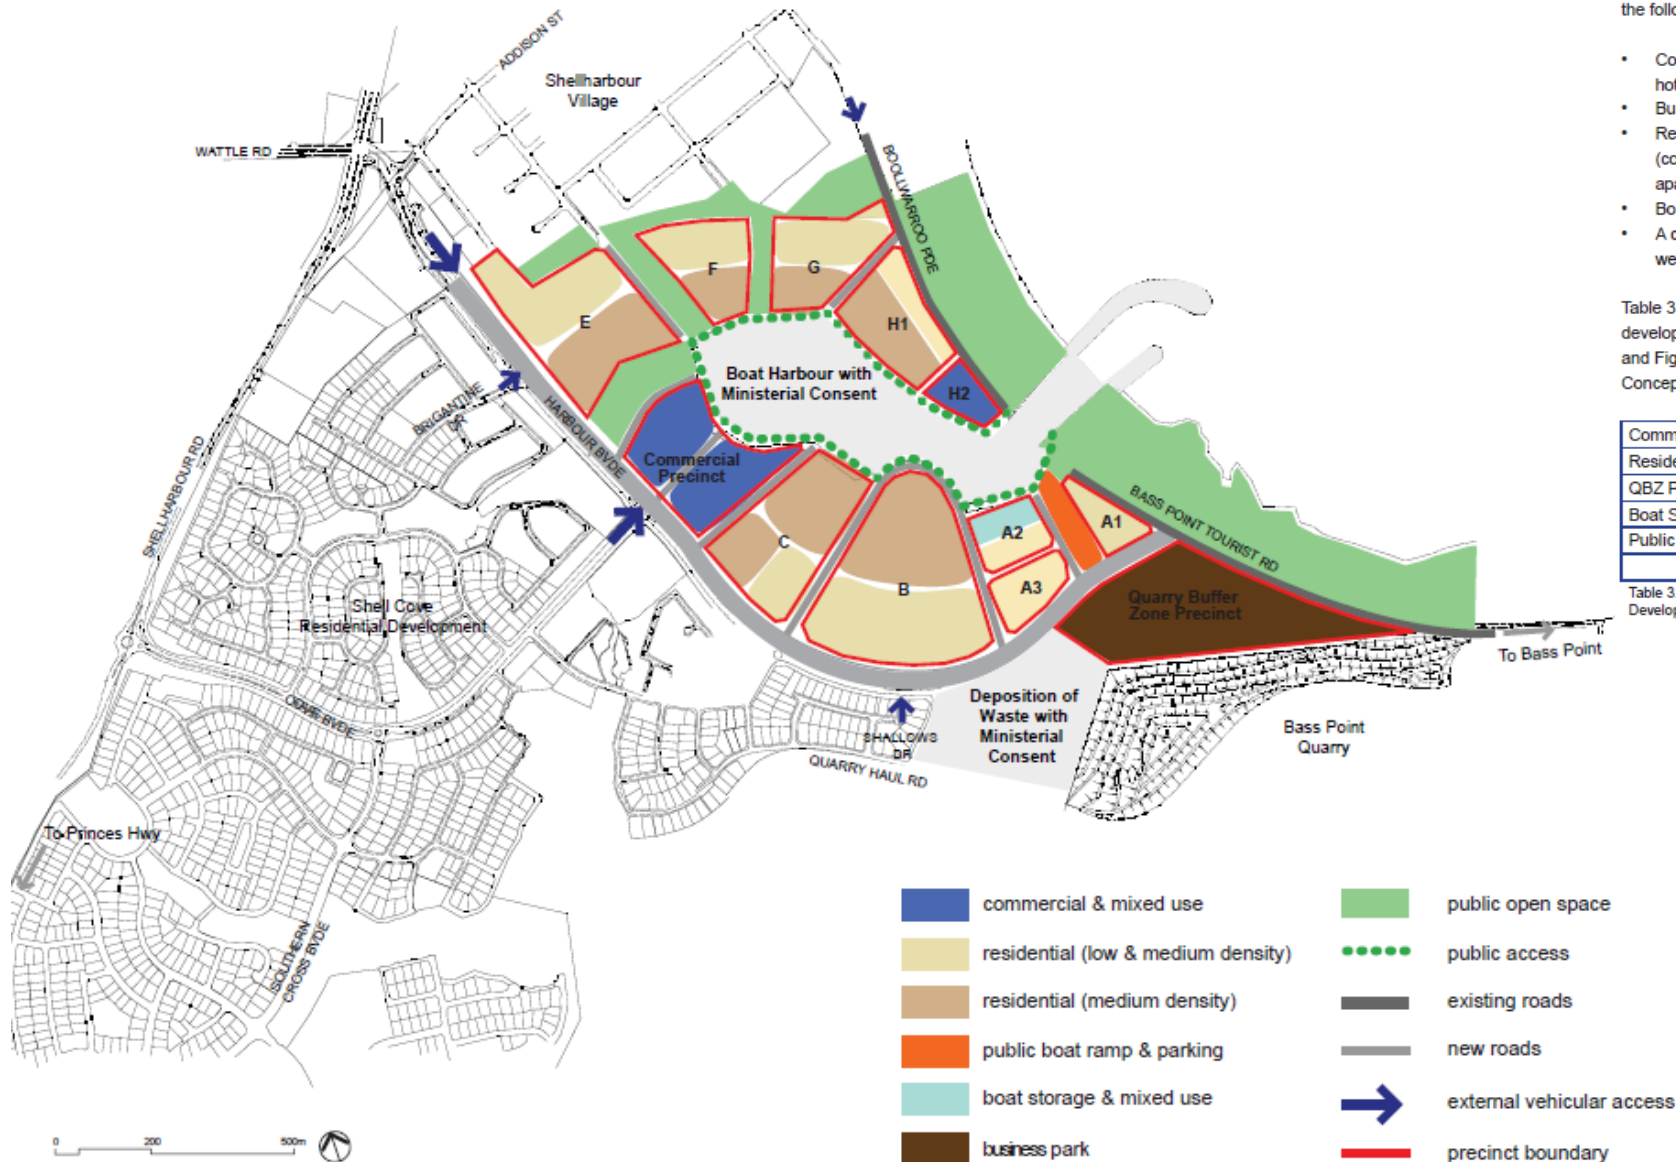 the follo
• Co
hot
• Bu
• Re
(co
apa
• Bo
• A c
we
Table 3
develop
and Fig
Concep
Comm
Reside
QBZ F
Boat S
Public
Table 3.
Develop
ADDISON ST
Shellharbour
Village
WATTLE RD
BOOLLWARROO PDE
F
G
E
H1
H2
Boat Harbour with
Ministerial Consent
BRIGANTINE
DR
HARBOUR BVDE
SHELLHARBOUR RD
Commercial
Precinct
C
B
A2
A1
A3
BASS POINT TOURIST RD
Quarry Buffer
Zone Precinct
To Bass Point
Shell Cove
Residential Development
Deposition of
Waste with
Ministerial
Consent
Bass Point
Quarry
SHALLOWS
DR
QUARRY HAUL RD
To Princes Hwy
SOUTHERN
CROSS BVDE
commercial & mixed use
residential (low & medium density)
residential (medium density)
public boat ramp & parking
boat storage & mixed use
business park
public open space
public access
existing roads
new roads
external vehicular access
precinct boundary
0 200 500m